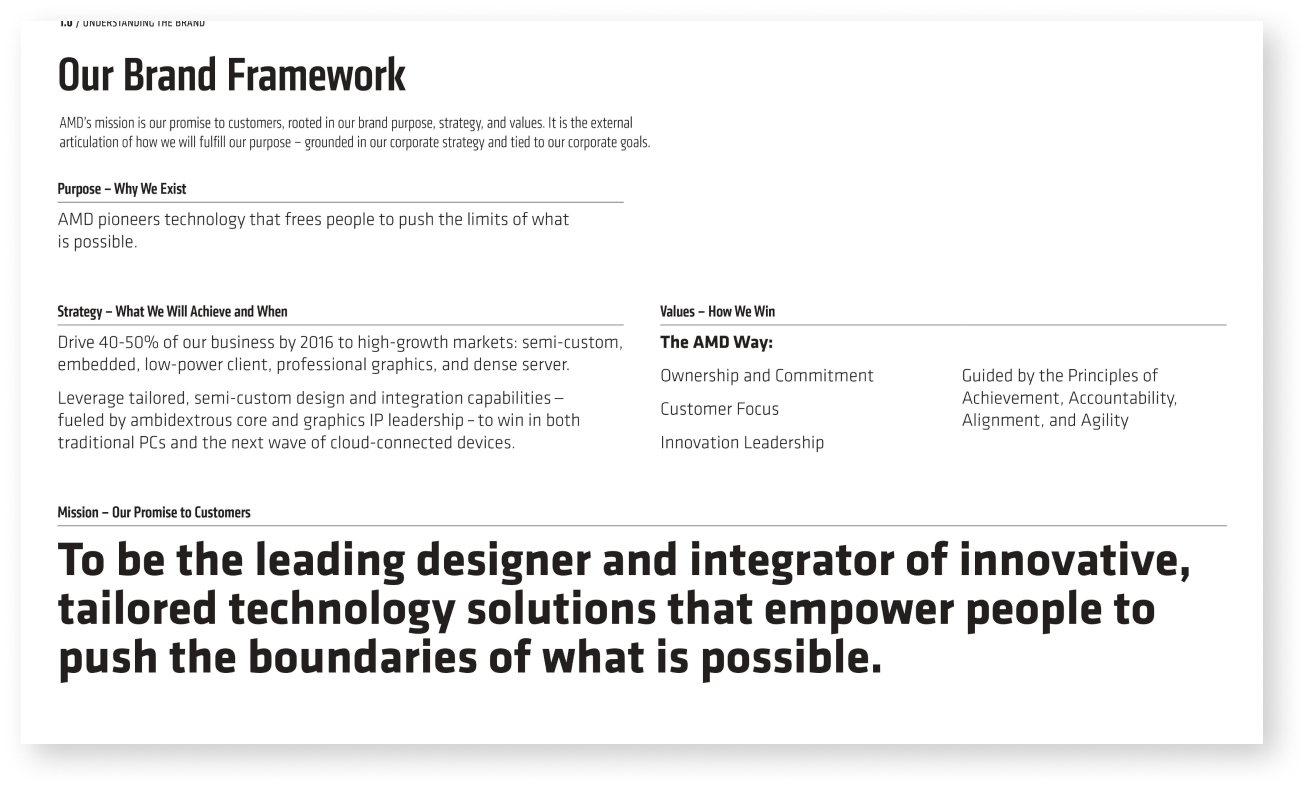 1.0 / UNDERSTANDING THE BRAND
Our Brand Framework
AMD's mission is our promise to customers, rooted in our brand purpose, strategy, and values. It is the external
articulation of how we will fulfill our purpose – grounded in our corporate strategy and tied to our corporate goals.
Purpose – Why We Exist
AMD pioneers technology that frees people to push the limits of what
is possible.
Strategy – What We Will Achieve and When
Drive 40-50% of our business by 2016 to high-growth markets: semi-custom,
embedded, low-power client, professional graphics, and dense server.
Leverage tailored, semi-custom design and integration capabilities –
fueled by ambidextrous core and graphics IP leadership – to win in both
traditional PCs and the next wave of cloud-connected devices.
Values – How We Win
The AMD Way:
Ownership and Commitment
Customer Focus
Innovation Leadership
Guided by the Principles of
Achievement, Accountability,
Alignment, and Agility
Mission – Our Promise to Customers
To be the leading designer and integrator of innovative,
tailored technology solutions that empower people to
push the boundaries of what is possible.